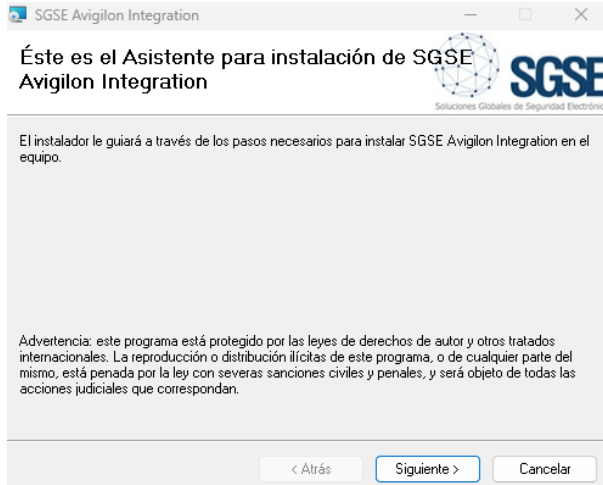 SGSE Avigilon Integration
Éste es el Asistente para instalación de SGSE
Avigilon Integration
SGSE
Soluciones Globales de Seguridad Electróni
El instalador le guiará a través de los pasos necesarios para instalar SGSE Avigilon Integration en el
equipo.
Advertencia: este programa está protegido por las leyes de derechos de autor y otros tratados
internacionales. La reproducción o distribución ilícitas de este programa, o de cualquier parte del
mismo, está penada por la ley con severas sanciones civiles y penales, y será objeto de todas las
acciones judiciales que correspondan.
< Atrás
Siguiente >
Cancelar